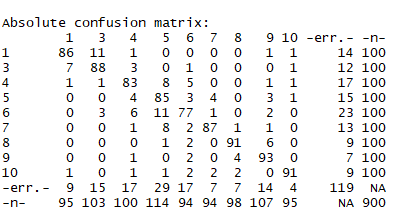 Absolute confusion matrix:
1 3 4 5 6 7 8 9 10 -err.- -n-
1 86 11 1 0 0 0 0 1 1 14 100
3 7 88 3 0 1 0 0 0 1 12 100
4 1 1 83 8 5 0 0 1 1 17 100
5 0 0 4 85 3 4 0 3 1 15 100
6 0 3 6 11 77 1 0 2 0 23 100
7 0 0 1 8 2 87 1 1 0 13 100
8 0 0 0 1 2 0 91 6 0 9 100
9 0 0 1 0 2 0 4 93 0 7 100
10 1 0 1 1 2 2 2 0 91 9 100
-err.- 9 15 17 29 17 7 7 14 4 119 NA
-n- 95 103 100 114 94 94 98 107 95 NA 900